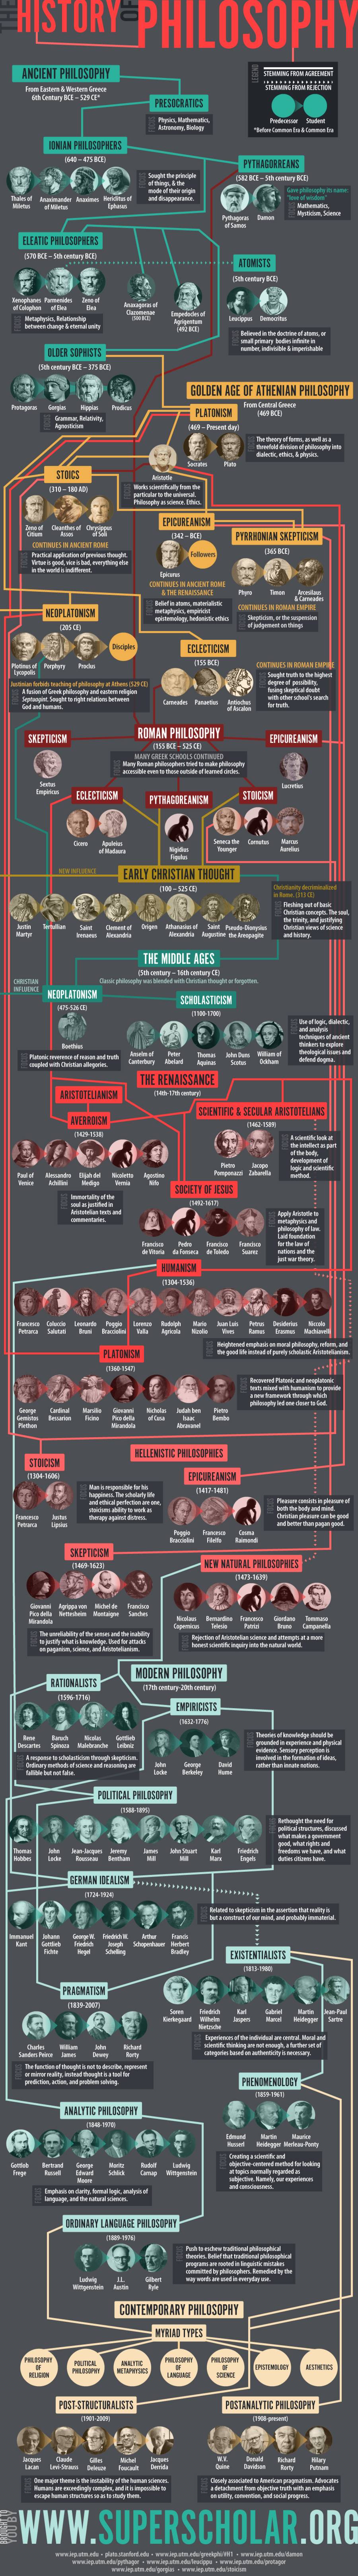 THE HISTORY OF PHILOSOPHY
ANCIENT PHILOSOPHY
From Eastern & Western Greece
6th Century BCE – 529 CE*
LEGEND
STEMMING FROM AGREEMENT
STEMMING FROM REJECTION
Predecessor Student
*Before Common Era & Common Era
PRESOCRATICS
FOCUS
Physics, Mathematics,
Astronomy, Biology
IONIAN PHILOSOPHERS
(640 – 475 BCE)
Thales of
Miletus
Anaximander
of Miletus
Anaximes
Hericlitus of
Ephasus
FOCUS
Sought the principle
of things, & the
mode of their origin
and disappearance.
PYTHAGORREANS
(582 BCE – 5th century BCE)
Pythagoras
of Samos
Damon
Gave philosophy its name:
"love of wisdom"
FOCUS
Mathematics,
Mysticism, Science
ELEATIC PHILOSOPHERS
(570 BCE – 5th century BCE)
Xenophanes
of Colophon
Parmenides
of Elea
Zeno of
Elea
Anaxagoras of
Clazomenae
(500 BCE)
Empedocles of
Agrigentum
(492 BCE)
FOCUS
Metaphysics, Relationship
between change & eternal unity
ATOMISTS
(5th century BCE)
Leucippus Democritus
FOCUS
Believed in the doctrine of atoms, or
small primary bodies infinite in
number, indivisible & imperishable
OLDER SOPHISTS
(5th century BCE – 375 BCE)
Protagoras Gorgias Hippias Prodicus
FOCUS
Grammar, Relativity,
Agnosticism
GOLDEN AGE OF ATHENIAN PHILOSOPHY
From Central Greece
(469 BCE)
PLATONISM
(469 – Present day)
Socrates Plato
FOCUS
The theory of forms, as well as a
threefold division of philosophy into
dialectic, ethics, & physics.
Aristotle
FOCUS
Works scientifically from the
particular to the universal.
Philosophy as science. Ethics.
STOICS
(310 – 180 AD)
Zeno of
Citium
Cleanthes of
Assos
Chrysippus
of Soli
CONTINUES IN ANCIENT ROME
FOCUS
Practical application of previous thought.
Virtue is good, vice is bad, everything else
in the world is indifferent.
EPICUREANISM
(342 – BCE)
Epicurus
Followers
CONTINUES IN ANCIENT ROME
& THE RENAISSANCE
FOCUS
Belief in atoms, materialistic
metaphysics, empiricist
epistemology, hedonistic ethics
PYRRHONIAN SKEPTICISM
(365 BCE)
Phyro Timon Arcesilaus
& Carneades
CONTINUES IN ROMAN EMPIRE
FOCUS
Skepticism, or the suspension
of judgement on things
NEOPLATONISM
(205 CE)
Plotinus of
Lycopolis
Porphyry Proclus Disciples
Justinian forbids teaching of philosophy at Athens (529 CE)
FOCUS
A fusion of Greek philosophy and eastern religion
Septuagint. Sought to right relations between
God and humans.
ECLECTICISM
(155 BCE)
Carneades Panaetius Antiochus
of Ascalon
CONTINUES IN ROMAN EMPIRE
FOCUS
Sought truth to the highest
degree of possibility,
fusing skeptical doubt
with other school's search
for truth.
ROMAN PHILOSOPHY
(155 BCE – 525 CE)
MANY GREEK SCHOOLS CONTINUED
FOCUS
Many Roman philosophers tried to make philosophy
accessible even to those outside of learned circles.
SKEPTICISM
Sextus
Empiricus
EPICUREANISM
Lucretius
ECLECTICISM
Cicero Apuleius
of Madaura
PYTHAGOREANISM
Nigidius
Figulus
STOICISM
Seneca the
Younger
Cornutus Marcus
Aurelius
NEW INFLUENCE
EARLY CHRISTIAN THOUGHT
(100 – 525 CE)
Christianity decriminalized
in Rome. (313 CE)
Justin
Martyr
Tertullian
Saint
Irenaeus
Clement of
Alexandria
Origen
Athanasius of
Alexandria
Saint
Augustine
Pseudo-Dionysius
the Areopagite
FOCUS
Fleshing out of basic
Christian concepts. The soul,
the trinity, and justifying
Christian views of science
and history.
THE MIDDLE AGES
(5th century – 16th century CE)
Classic philosophy was blended with Christian thought or forgotten.
CHRISTIAN
INFLUENCE
NEOPLATONISM
(475-526 CE)
Boethius
FOCUS
Platonic reverence of reason and truth
coupled with Christian allegories.
SCHOLASTICISM
(1100-1700)
Anselm of
Canterbury
Peter
Abelard
Thomas
Aquinas
John Duns
Scotus
William of
Ockham
FOCUS
Use of logic, dialectic,
and analysis
techniques of ancient
thinkers to explore
theological issues and
defend dogma.
THE RENAISSANCE
(14th-17th century)
ARISTOTELIANISM
AVERROISM
(1429-1538)
Paul of
Venice
Alessandro
Achillini
Elijah del
Medigo
Nicoletto
Vernia
Agostino
Nifo
FOCUS
Immortality of the
soul as justified in
Aristotelian texts and
commentaries.
SCIENTIFIC & SECULAR ARISTOTELIANS
(1462-1589)
Pietro
Pomponazzi
Jacopo
Zabarella
FOCUS
A scientific look at
the intellect as part
of the body,
development of
logic and scientific
method.
SOCIETY OF JESUS
(1492-1617)
Francisco
de Vitoria
Pedro
da Fonseca
Francisco
de Toledo
Francisco
Suarez
FOCUS
Apply Aristotle to
metaphysics and
philosophy of law.
Laid foundation
for the law of
nations and the
just war theory.
HUMANISM
(1304-1536)
Francesco
Petrarca
Coluccio
Salutati
Leonardo
Bruni
Poggio
Bracciolini
Lorenzo
Valla
Rudolph
Agricola
Mario
Nizolio
Juan Luis
Vives
Petrus
Ramus
Desiderius
Erasmus
Niccolo
Machiavelli
FOCUS
Heightened emphasis on moral philosophy, reform, and
the good life instead of purely scholastic Aristotelianism.
PLATONISM
(1360-1547)
George
Gemistos
Plethon
Cardinal
Bessarion
Marsilio
Ficino
Giovanni
Pico della
Mirandola
Nicholas
of Cusa
Judah ben
Isaac
Abravanel
Pietro
Bembo
FOCUS
Recovered Platonic and neoplatonic
texts mixed with humanism to provide
a new framework through which
philosophy led one closer to God.
HELLENISTIC PHILOSOPHIES
STOICISM
(1304-1606)
Francesco
Petrarca
Justus
Lipsius
FOCUS
Man is responsible for his
happiness. The scholarly life
and ethical perfection are one,
stoicisms ability to work as
therapy against distress.
EPICUREANISM
(1417-1481)
Poggio
Bracciolini
Francesco
Filelfo
Cosma
Raimondi
FOCUS
Pleasure consists in pleasure of
both the body and mind.
Christian pleasure can be good
and better than pagan good.
SKEPTICISM
(1469-1623)
Giovanni
Pico della
Mirandola
Agrippa von
Nettesheim
Michel de
Montaigne
Francisco
Sanches
FOCUS
The unreliability of the senses and the inability
to justify what is knowledge. Used for attacks
on paganism, science, and Aristotelianism.
NEW NATURAL PHILOSOPHIES
(1473-1639)
Nicolaus
Copernicus
Bernardino
Telesio
Francesco
Patrizi
Giordano
Bruno
Tommaso
Campanella
FOCUS
Rejection of Aristotelian science and attempts at a more
honest scientific inquiry into the natural world.
MODERN PHILOSOPHY
(17th century-20th century)
RATIONALISTS
(1596-1716)
Rene
Descartes
Baruch
Spinoza
Nicolas
Malebranche
Gottlieb
Leibniz
FOCUS
A response to scholasticism through skepticism.
Ordinary methods of science and reasoning are
fallible but not false.
EMPIRICISTS
(1632-1776)
John
Locke
George
Berkeley
David
Hume
FOCUS
Theories of knowledge should be
grounded in experience and physical
evidence. Sensory perception is
involved in the formation of ideas,
rather than innate notions.
POLITICAL PHILOSOPHY
(1588-1895)
Thomas
Hobbes
John
Locke
Jean-Jacques
Rousseau
Jeremy
Bentham
James
Mill
John Stuart
Mill
Karl
Marx
Friedrich
Engels
FOCUS
Rethought the need for
political structures, discussed
what makes a government
good, what rights and
freedoms we have, and what
duties citizens have.
GERMAN IDEALISM
(1724-1924)
Immanuel
Kant
Johann
Gottlieb
Fichte
George W.
Friedrich
Hegel
Friedrich W.
Joseph
Schelling
Arthur
Schopenhauer
Francis
Herbert
Bradley
FOCUS
Related to skepticism in the assertion that reality is
but a construct of our mind, and probably immaterial.
EXISTENTIALISTS
(1813-1980)
Soren
Kierkegaard
Friedrich
Wilhelm
Nietzsche
Karl
Jaspers
Gabriel
Marcel
Martin
Heidegger
Jean-Paul
Sartre
FOCUS
Experiences of the individual are central. Moral and
scientific thinking are not enough, a further set of
categories based on authenticity is necessary.
PRAGMATISM
(1839-2007)
Charles
Sanders Peirce
William
James
John
Dewey
Richard
Rorty
FOCUS
The function of thought is not to describe, represent
or mirror reality, instead thought is a tool for
prediction, action, and problem solving.
PHENOMENOLOGY
(1859-1961)
Edmund
Husserl
Martin
Heidegger
Maurice
Merleau-Ponty
FOCUS
Creating a scientific and
objective-centered method for looking
at topics normally regarded as
subjective. Namely, our experiences
and consciousness.
ANALYTIC PHILOSOPHY
(1848-1970)
Gottlob
Frege
Bertrand
Russell
George
Edward
Moore
Moritz
Schlick
Rudolf
Carnap
Ludwig
Wittgenstein
FOCUS
Emphasis on clarity, formal logic, analysis of
language, and the natural sciences.
ORDINARY LANGUAGE PHILOSOPHY
(1889-1976)
Ludwig
Wittgenstein
J.L.
Austin
Gilbert
Ryle
FOCUS
Push to eschew traditional philosophical
theories. Belief that traditional philosophical
programs are rooted in linguistic mistakes
committed by philosophers. Remedied by the
way words are used in everyday use.
CONTEMPORARY PHILOSOPHY
MYRIAD TYPES
PHILOSOPHY
OF
RELIGION
POLITICAL
PHILOSOPHY
ANALYTIC
METAPHYSICS
PHILOSOPHY
OF
LANGUAGE
PHILOSOPHY
OF
SCIENCE
EPISTEMOLOGY
AESTHETICS
POST-STRUCTURALISTS
(1901-2009)
Jacques
Lacan
Claude
Levi-Strauss
Gilles
Deleuze
Michel
Foucault
Jacques
Derrida
FOCUS
One major theme is the instability of the human sciences.
Humans are exceedingly complex, and it is impossible to
escape human structures so as to study them.
POSTANALYTIC PHILOSOPHY
(1908-present)
W.V.
Quine
Donald
Davidson
Richard
Rorty
Hilary
Putnam
FOCUS
Closely associated to American pragmatism. Advocates
a detachment from objective truth with an emphasis
on utility, convention, and social progress.
BROUGHT TO
YOU BY
WWW.SUPERSCHOLAR.ORG
www.iep.utm.edu • plato.stanford.edu • www.iep.utm.edu/greekphi/#H1 • www.iep.utm.edu/damon
www.iep.utm.edu/pythagor • www.iep.utm.edu/leucipps • www.iep.utm.edu/protagor
www.iep.utm.edu/gorgias • www.iep.utm.edu/stoicism